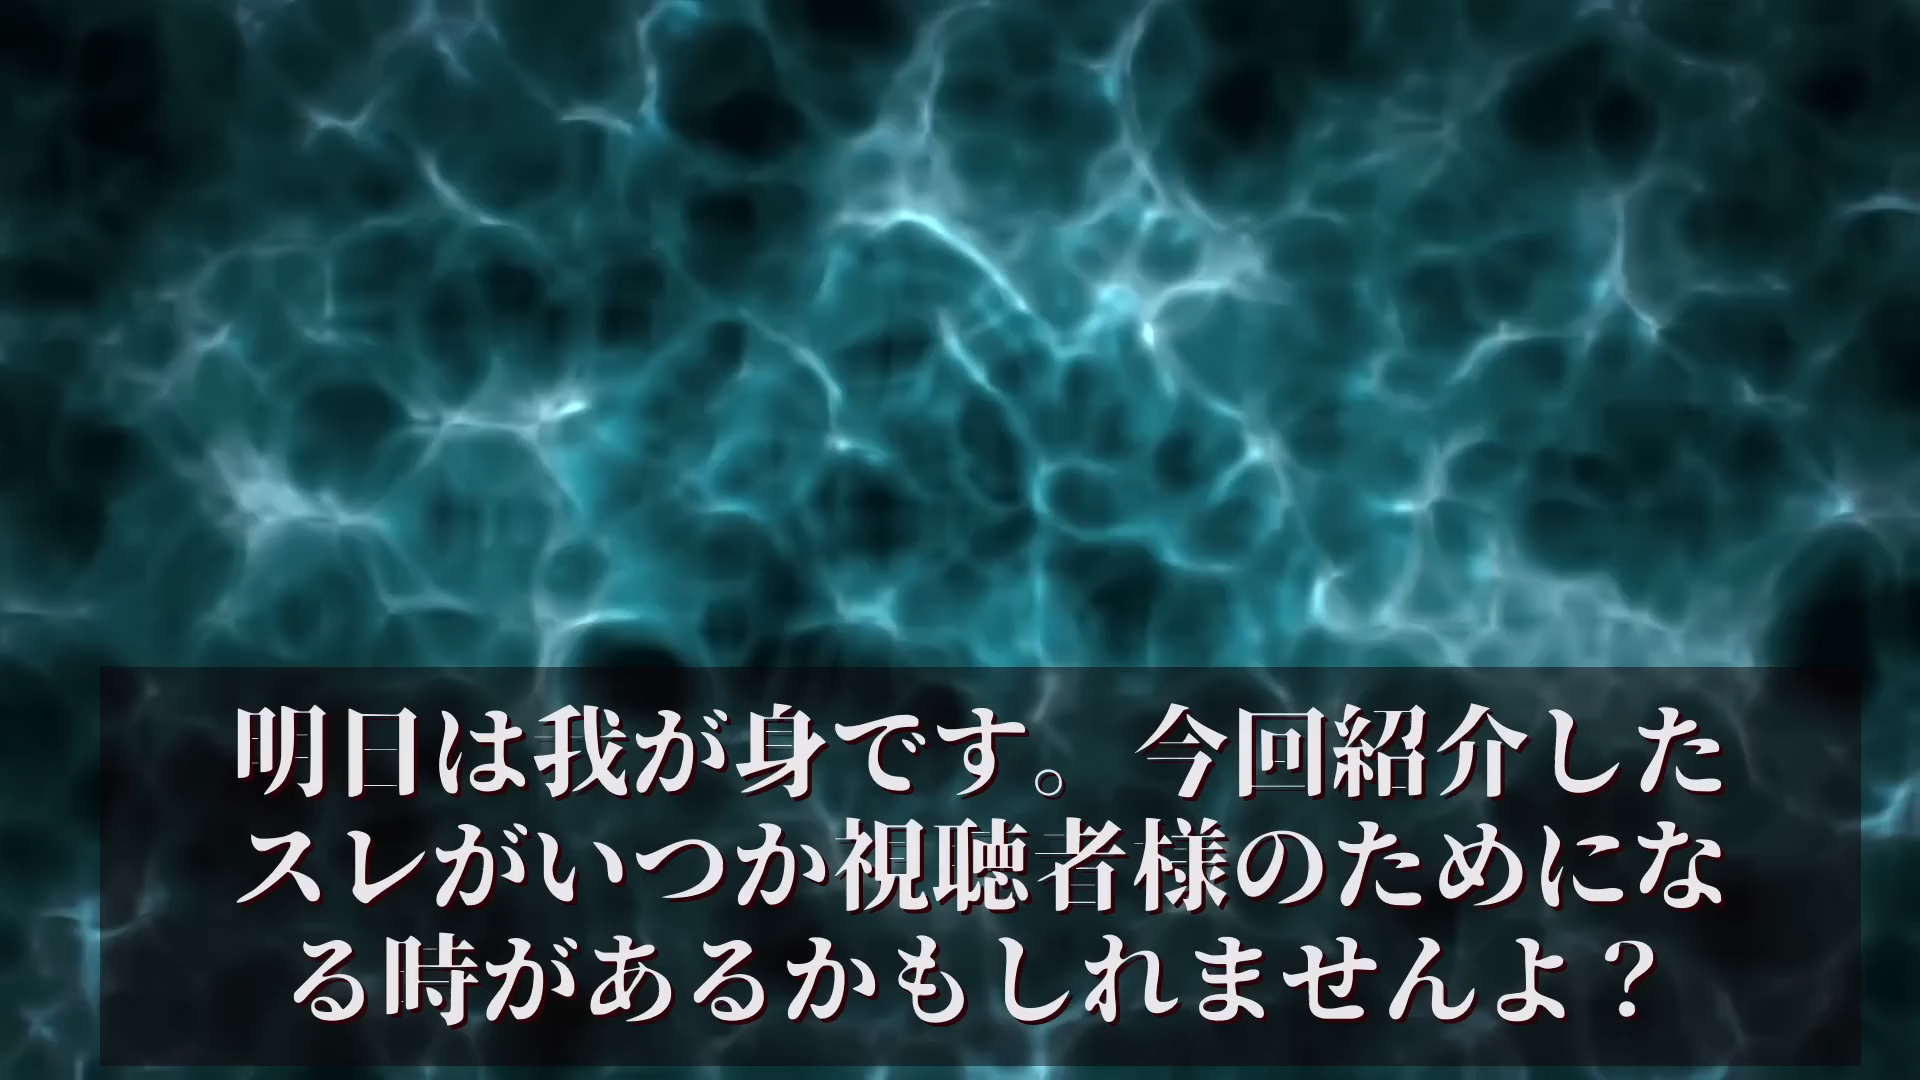 明日は我が身です。今回紹介した
スレがいつか視聴者様のためにな
る時があるかもしれませんよ？